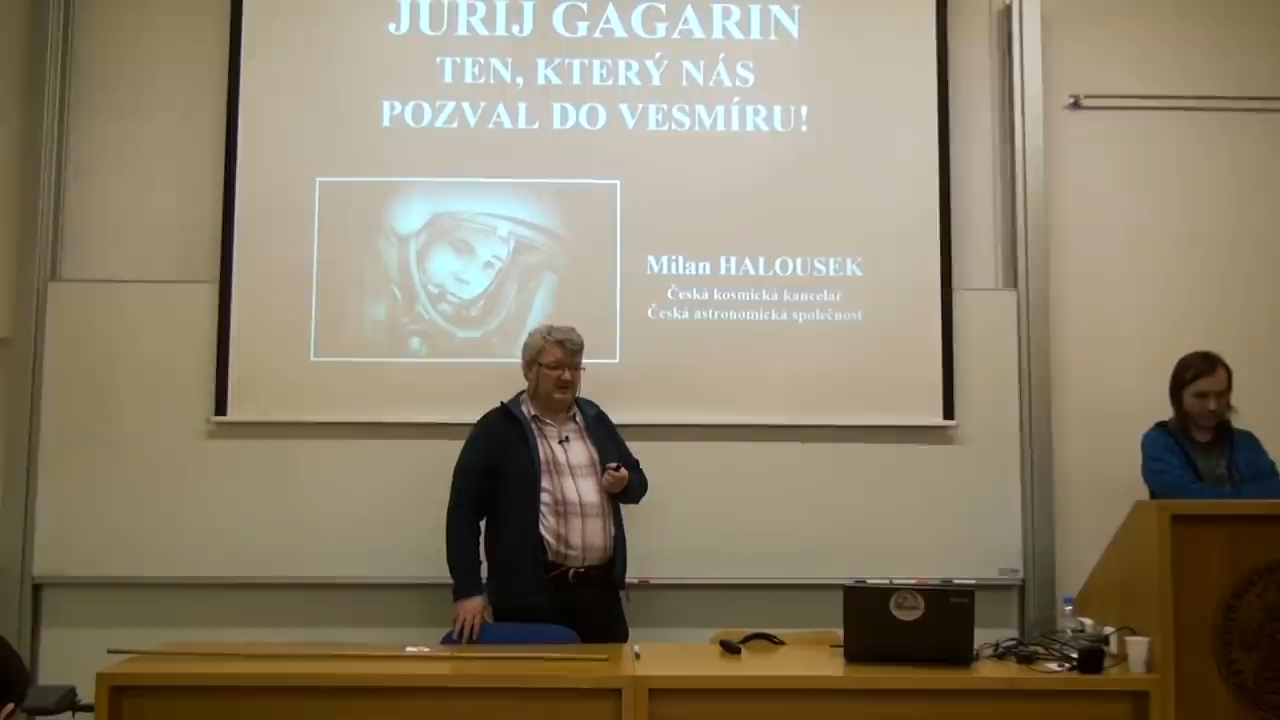 JURIJ GAGARIN
TEN, KTERÝ NÁS
POZVAL DO VESMÍRU!
Milan HALOUSEK
Česká kosmická kancelář
Česká astronomická společnost